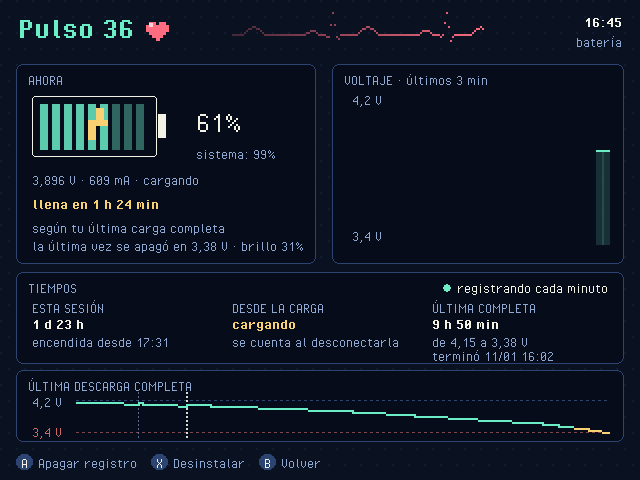 Pulso 36
16:45
batería
AHORA
61%
sistema: 99%
3,896 V · 609 mA · cargando
llena en 1 h 24 min
según tu última carga completa
la última vez se apagó en 3,38 V · brillo 31%
VOLTAJE · últimos 3 min
4,2 V
3,4 V
TIEMPOS
registrando cada minuto
ESTA SESIÓN
1 d 23 h
encendida desde 17:31
DESDE LA CARGA
cargando
se cuenta al desconectarla
ÚLTIMA COMPLETA
9 h 50 min
de 4,15 a 3,38 V
terminó 11/01 16:02
ÚLTIMA DESCARGA COMPLETA
4,2 V
3,4 V
A Apagar registro
X Desinstalar
B Volver